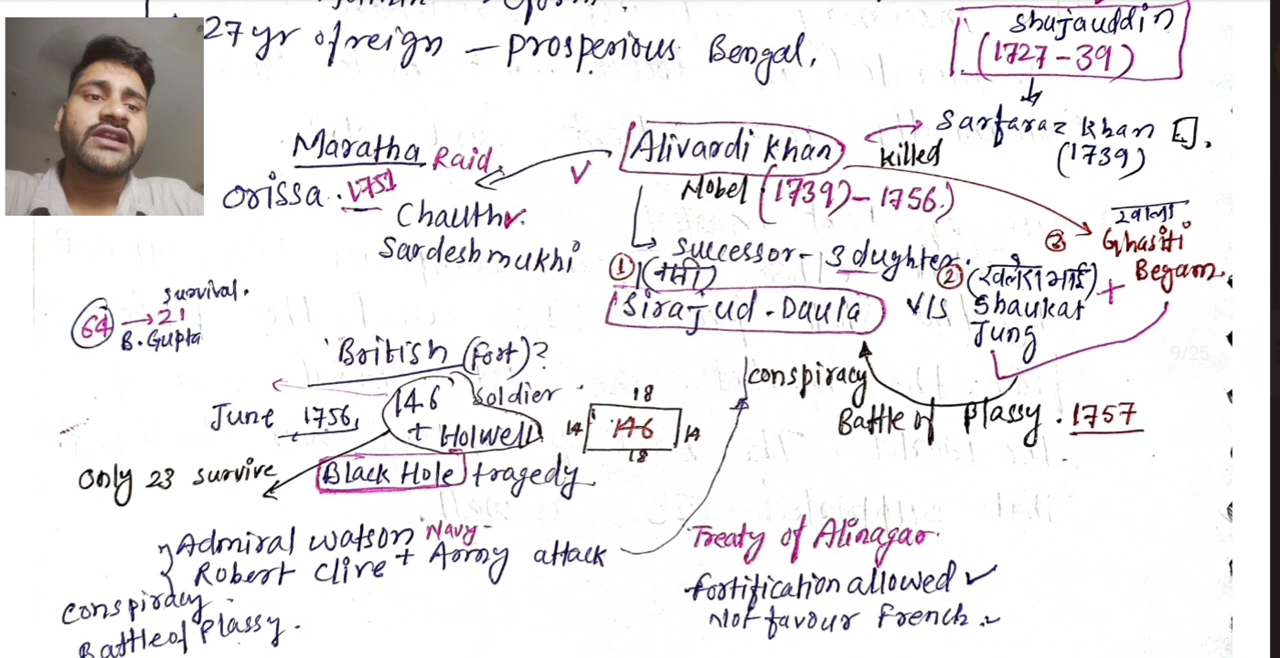 27 yr of reign — prosperious Bengal.
Shujauddin
(1727-39)
Sarfaraz Khan
(1739)
Alivardi Khan
killed
Nobel (1739)-1756.)
Maratha Raid.
Orissa. 1751
Chauth
Sardeshmukhi
successor - 3 dughter.
①
Sirajud-Daula
V/S
②
Shaukat
Jung
+
③ Ghasiti
Begam
survival.
64 → 21
B. Gupta
British (fort)?
146 soldier
+ Holwell
June 1756,
18
14 146 14
18
conspiracy
Battle of Plassy. 1757
Only 23 survive
Black Hole tragedy
Admiral Watson Navy-
Robert Clive + Army attack
conspiracy
Battle of Plassy.
Treaty of Alinagar.
fortification allowed ✓
Not favour French.
9/25